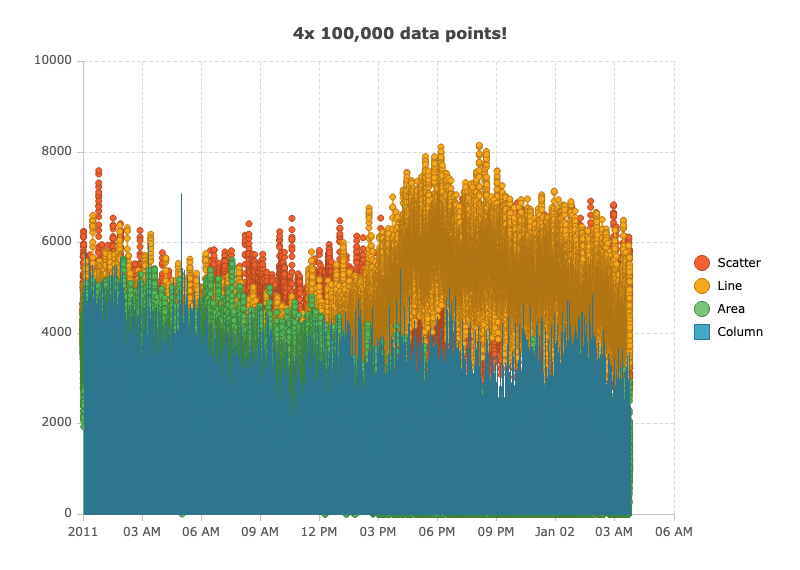 4x 100,000 data points!
10000
8000
6000
4000
2000
0
2011 03 AM 06 AM 09 AM 12 PM 03 PM 06 PM 09 PM Jan 02 03 AM 06 AM
Scatter
Line
Area
Column